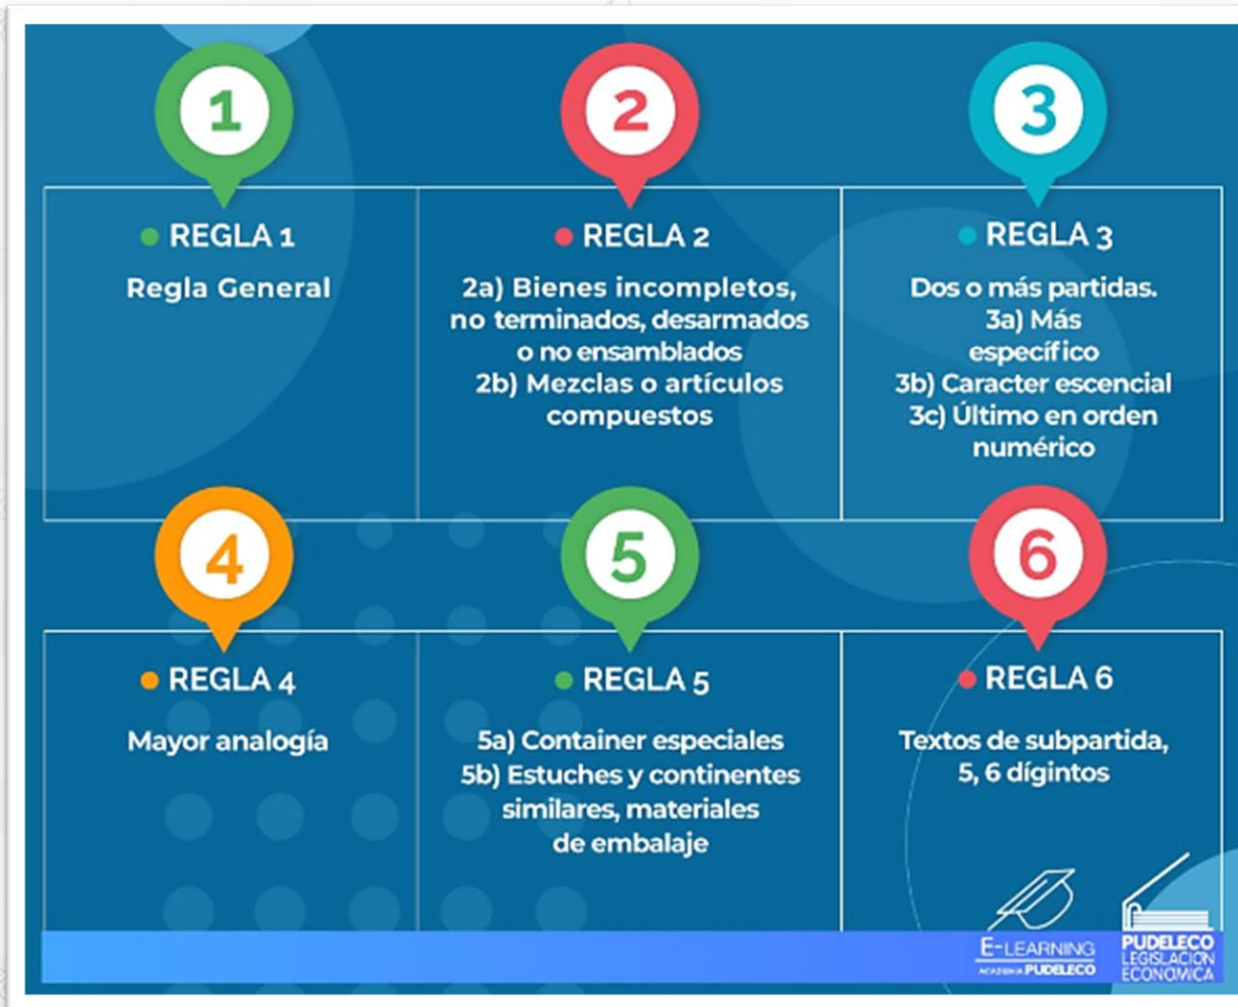 1
REGLA 1
Regla General
2
REGLA 2
2a) Bienes incompletos,
no terminados, desarmados
o no ensamblados
2b) Mezclas o artículos
compuestos
3
REGLA 3
Dos o más partidas.
3a) Más
específico
3b) Caracter escencial
3c) Último en orden
numérico
4
REGLA 4
Mayor analogía
5
REGLA 5
5a) Container especiales
5b) Estuches y continentes
similares, materiales
de embalaje
6
REGLA 6
Textos de subpartida,
5, 6 dígintos
E-LEARNING
ACADEMIA PUDELECO
PUDELECO
LEGISLACIÓN
ECONÓMICA